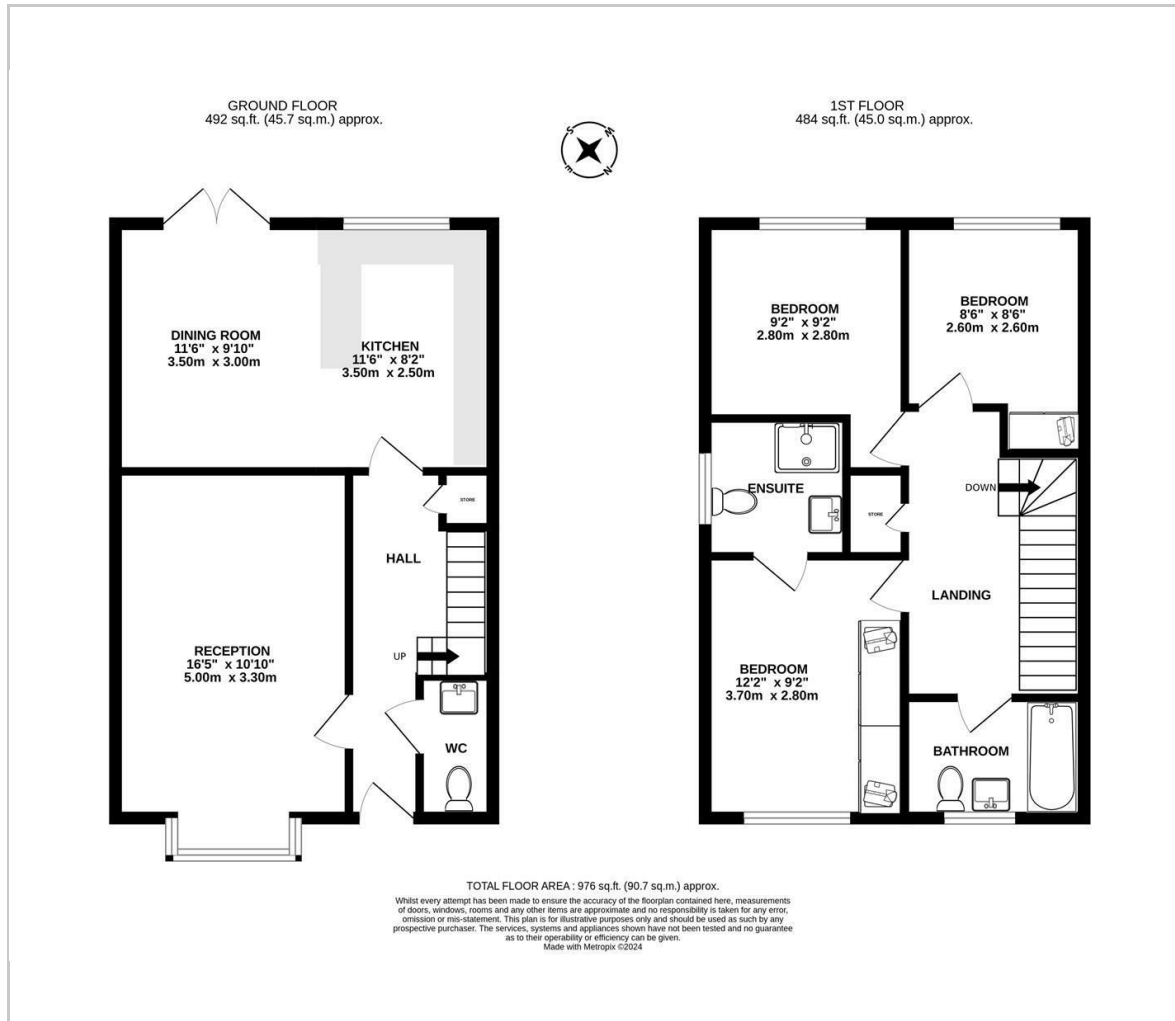 GROUND FLOOR
492 sq.ft. (45.7 sq.m.) approx.
1ST FLOOR
484 sq.ft. (45.0 sq.m.) approx.
S
W
E
N
DINING ROOM
11'6" x 9'10"
3.50m x 3.00m
KITCHEN
11'6" x 8'2"
3.50m x 2.50m
STORE
HALL
RECEPTION
16'5" x 10'10"
5.00m x 3.30m
UP
WC
BEDROOM
9'2" x 9'2"
2.80m x 2.80m
BEDROOM
8'6" x 8'6"
2.60m x 2.60m
ENSUITE
DOWN
STORE
LANDING
BEDROOM
12'2" x 9'2"
3.70m x 2.80m
BATHROOM
TOTAL FLOOR AREA : 976 sq.ft. (90.7 sq.m.) approx.
Whilst every attempt has been made to ensure the accuracy of the floorplan contained here, measurements
of doors, windows, rooms and any other items are approximate and no responsibility is taken for any error,
omission or mis-statement. This plan is for illustrative purposes only and should be used as such by any
prospective purchaser. The services, systems and appliances shown have not been tested and no guarantee
as to their operability or efficiency can be given.
Made with Metropix ©2024